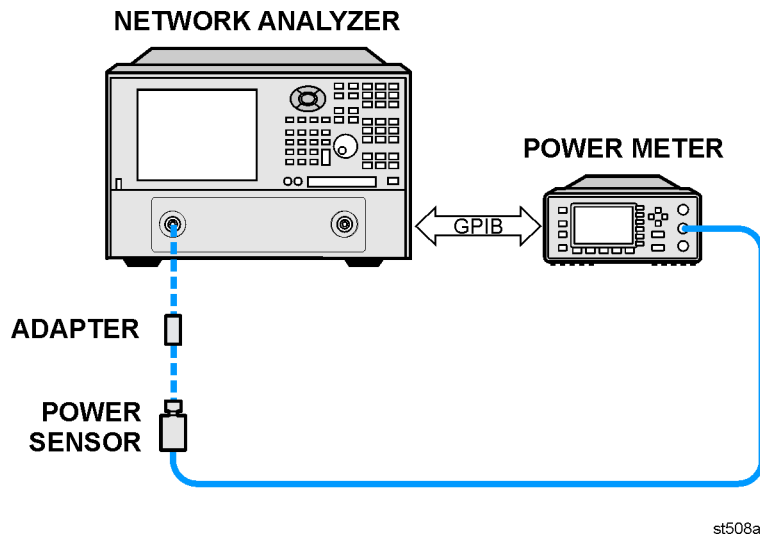 NETWORK ANALYZER
POWER METER
GPIB
ADAPTER
POWER
SENSOR
st508a